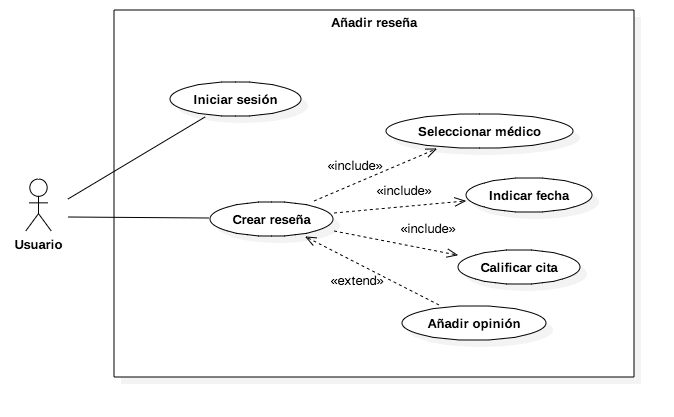 Añadir reseña
Iniciar sesión
Seleccionar médico
«include»
«include»
Indicar fecha
Crear reseña
«include»
Usuario
Calificar cita
«extend»
Añadir opinión